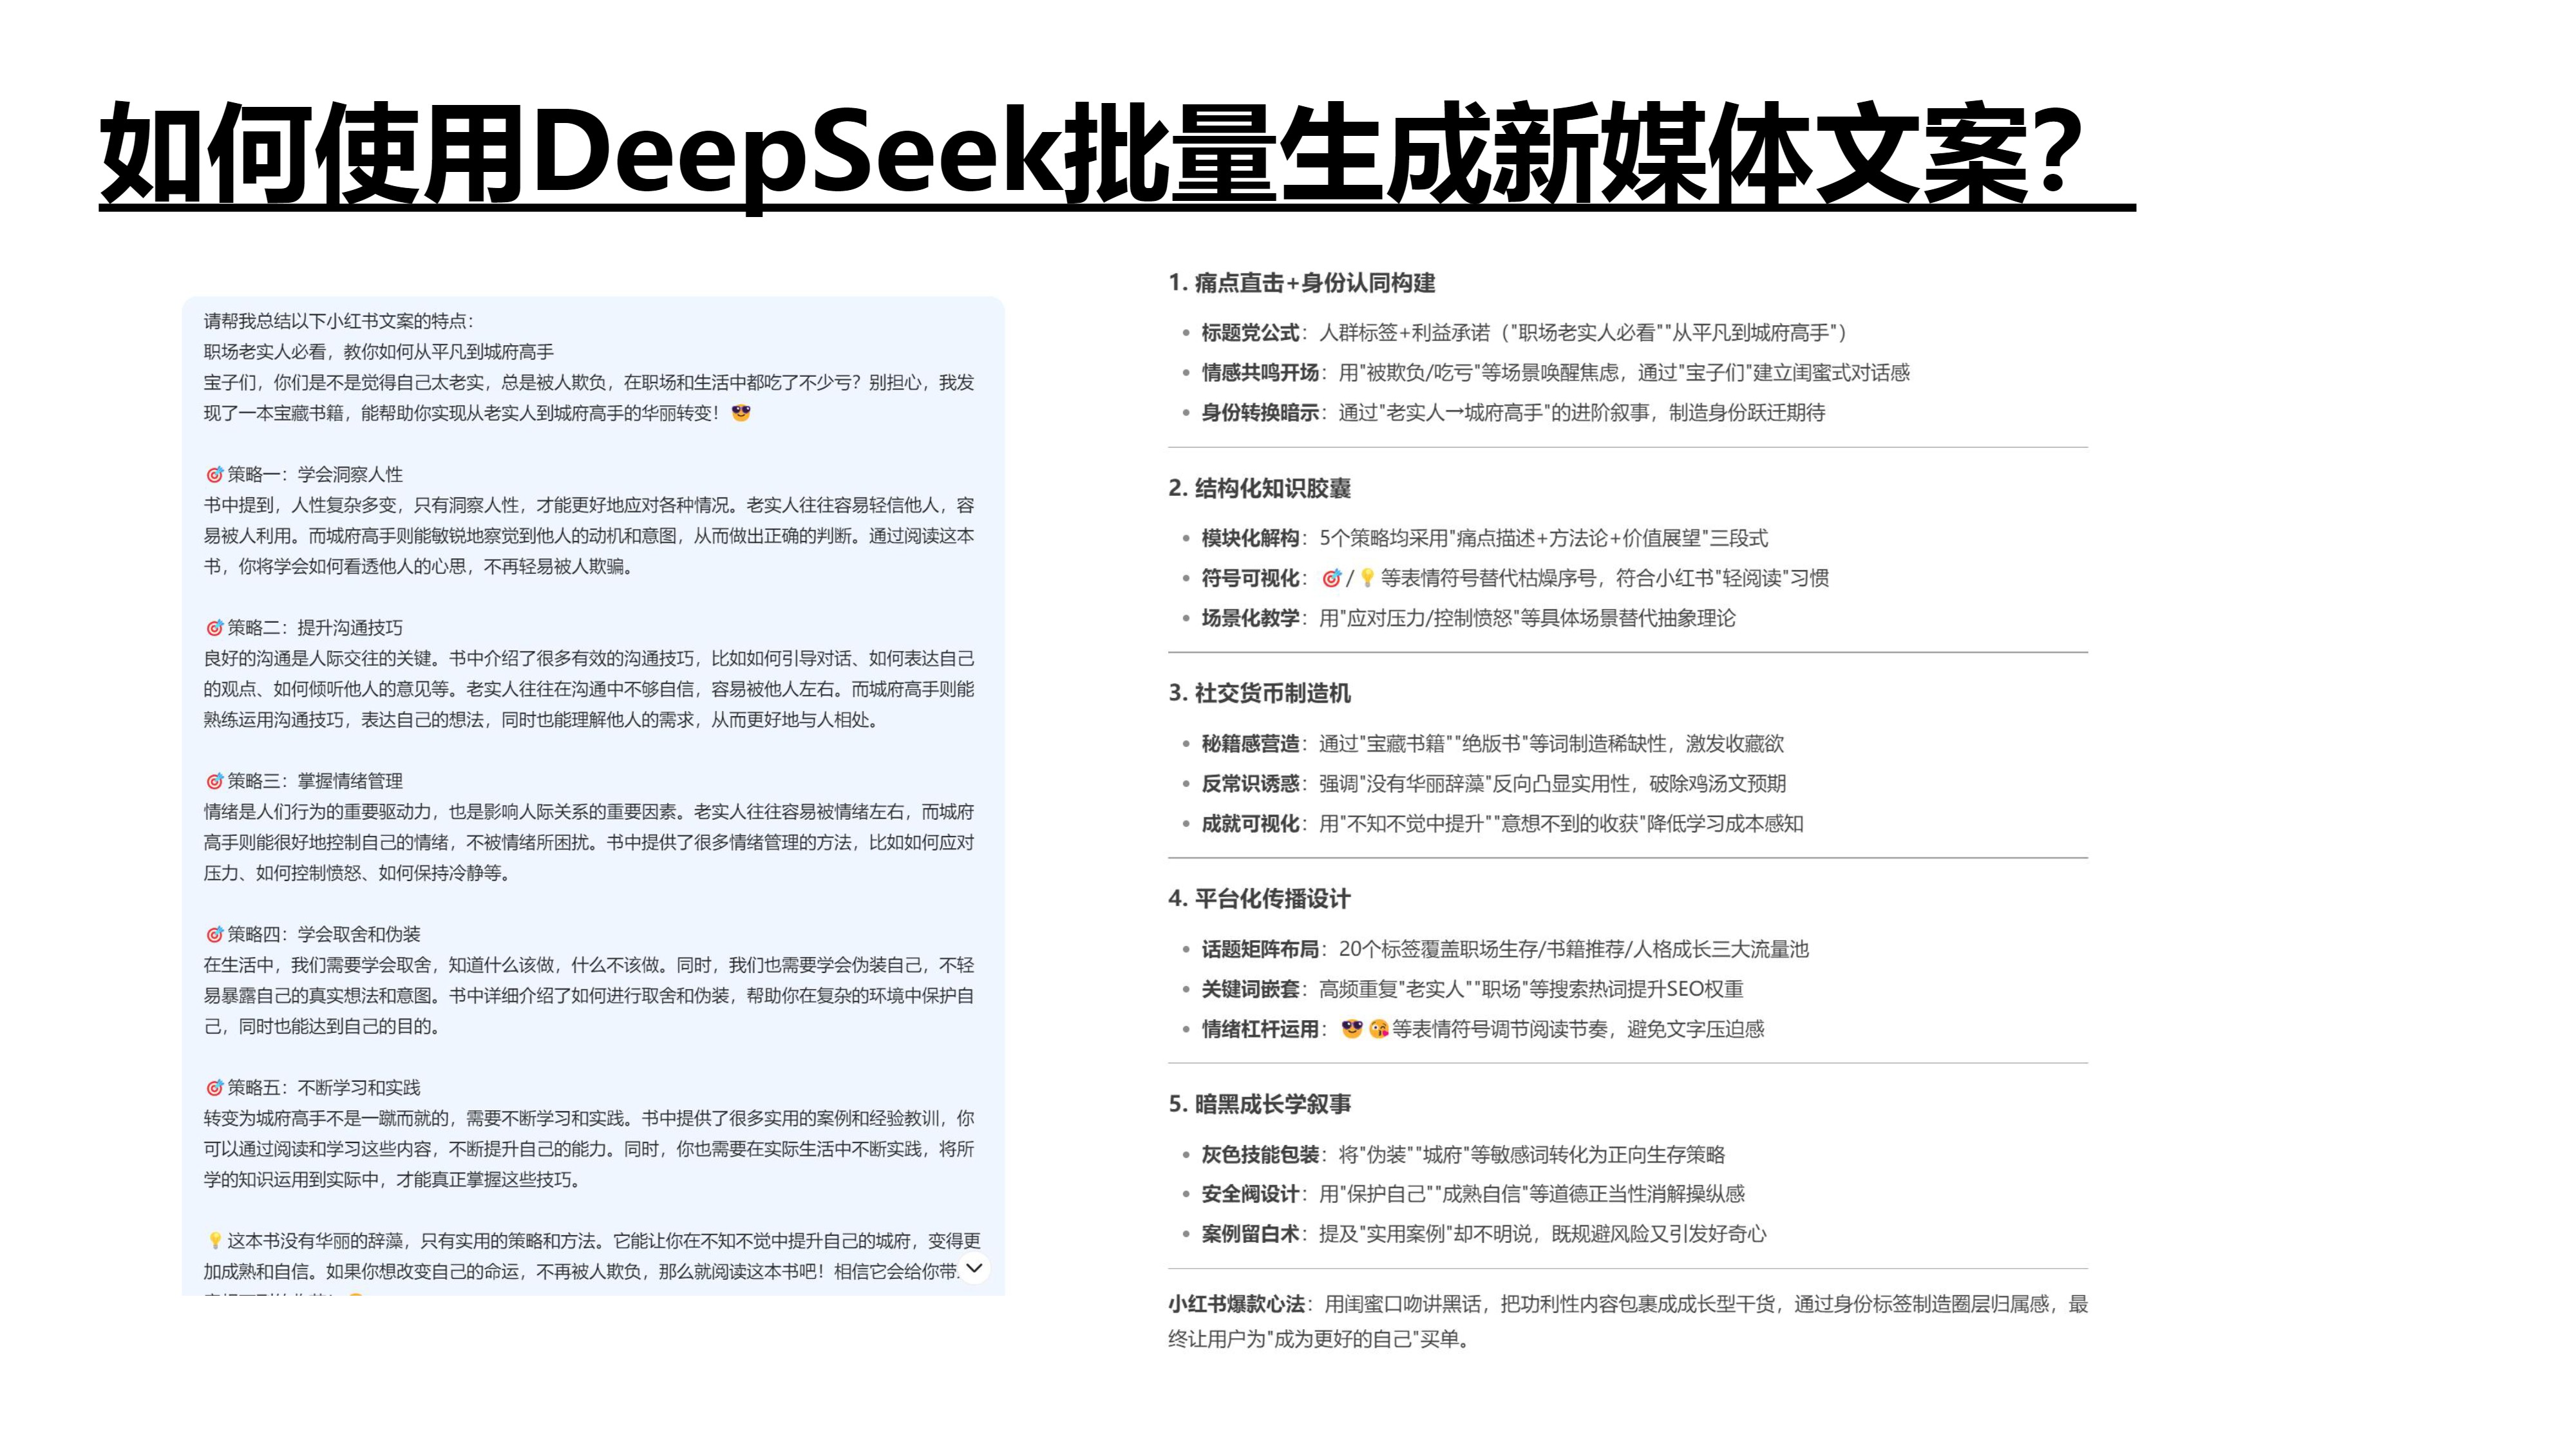 如何使用DeepSeek批量生成新媒体文案？
请帮我总结以下小红书文案的特点：
职场老实人必看，教你如何从平凡到城府高手
宝子们，你们是不是觉得自己太老实，总是被人欺负，在职场和生活中都吃了不少亏？别担心，我发
现了一本宝藏书籍，能帮助你实现从老实人到城府高手的华丽转变！😎
🎯策略一：学会洞察人性
书中提到，人性复杂多变，只有洞察人性，才能更好地应对各种情况。老实人往往容易轻信他人，容
易被人利用。而城府高手则能敏锐地察觉到他人的动机和意图，从而做出正确的判断。通过阅读这本
书，你将学会如何看透他人的心思，不再轻易被人欺骗。
🎯策略二：提升沟通技巧
良好的沟通是人际交往的关键。书中介绍了很多有效的沟通技巧，比如如何引导对话、如何表达自己
的观点、如何倾听他人的意见等。老实人往往在沟通中不够自信，容易被他人左右。而城府高手则能
熟练运用沟通技巧，表达自己的想法，同时也能理解他人的需求，从而更好地与人相处。
🎯策略三：掌握情绪管理
情绪是人们行为的重要驱动力，也是影响人际关系的重要因素。老实人往往容易被情绪左右，而城府
高手则能很好地控制自己的情绪，不被情绪所困扰。书中提供了很多情绪管理的方法，比如如何应对
压力、如何控制愤怒、如何保持冷静等。
🎯策略四：学会取舍和伪装
在生活中，我们需要学会取舍，知道什么该做，什么不该做。同时，我们也需要学会伪装自己，不轻
易暴露自己的真实想法和意图。书中详细介绍了如何进行取舍和伪装，帮助你在复杂的环境中保护自
己，同时也能达到自己的目的。
🎯策略五：不断学习和实践
转变为城府高手不是一蹴而就的，需要不断学习和实践。书中提供了很多实用的案例和经验教训，你
可以通过阅读和学习这些内容，不断提升自己的能力。同时，你也需要在实际生活中不断实践，将所
学的知识运用到实际中，才能真正掌握这些技巧。
💡这本书没有华丽的辞藻，只有实用的策略和方法。它能让你在不知不觉中提升自己的城府，变得更
加成熟和自信。如果你想改变自己的命运，不再被人欺负，那么就阅读这本书吧！相信它会给你带
1. 痛点直击+身份认同构建
• 标题党公式：人群标签+利益承诺（"职场老实人必看""从平凡到城府高手"）
• 情感共鸣开场：用"被欺负/吃亏"等场景唤醒焦虑，通过"宝子们"建立闺蜜式对话感
• 身份转换暗示：通过"老实人→城府高手"的进阶叙事，制造身份跃迁期待
2. 结构化知识胶囊
• 模块化解构：5个策略均采用"痛点描述+方法论+价值展望"三段式
• 符号可视化：🎯/💡等表情符号替代枯燥序号，符合小红书"轻阅读"习惯
• 场景化教学：用"应对压力/控制愤怒"等具体场景替代抽象理论
3. 社交货币制造机
• 秘籍感营造：通过"宝藏书籍""绝版书"等词制造稀缺性，激发收藏欲
• 反常识诱惑：强调"没有华丽辞藻"反向凸显实用性，破除鸡汤文预期
• 成就可视化：用"不知不觉中提升""意想不到的收获"降低学习成本感知
4. 平台化传播设计
• 话题矩阵布局：20个标签覆盖职场生存/书籍推荐/人格成长三大流量池
• 关键词嵌套：高频重复"老实人""职场"等搜索热词提升SEO权重
• 情绪杠杆运用：😎😘等表情符号调节阅读节奏，避免文字压迫感
5. 暗黑成长学叙事
• 灰色技能包装：将"伪装""城府"等敏感词转化为正向生存策略
• 安全阀设计：用"保护自己""成熟自信"等道德正当性消解操纵感
• 案例留白术：提及"实用案例"却不明说，既规避风险又引发好奇心
小红书爆款心法：用闺蜜口吻讲黑话，把功利性内容包裹成成长型干货，通过身份标签制造圈层归属感，最
终让用户为"成为更好的自己"买单。